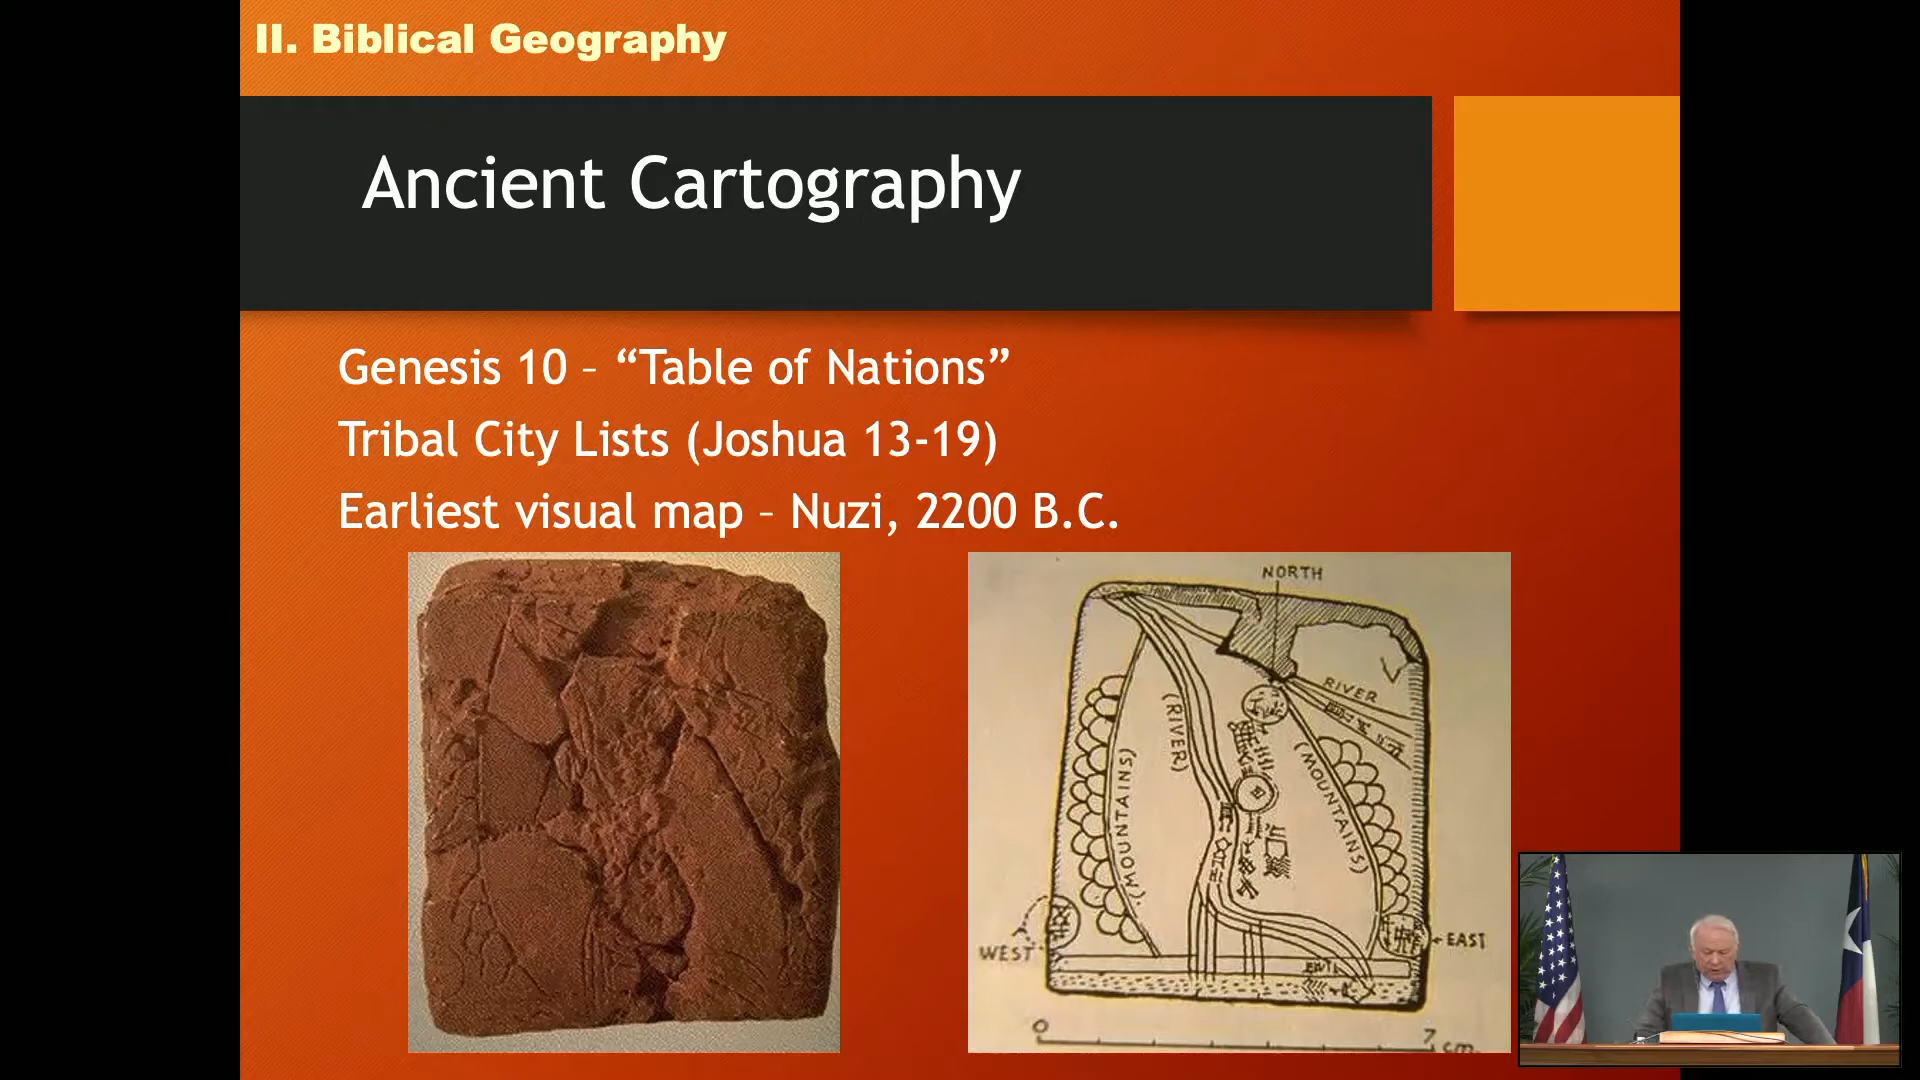 II. Biblical Geography
Ancient Cartography
Genesis 10 – “Table of Nations”
Tribal City Lists (Joshua 13-19)
Earliest visual map – Nuzi, 2200 B.C.
NORTH
RIVER
(RIVER)
(MOUNTAINS)
(MOUNTAINS)
WEST
EAST
0 7 cm.